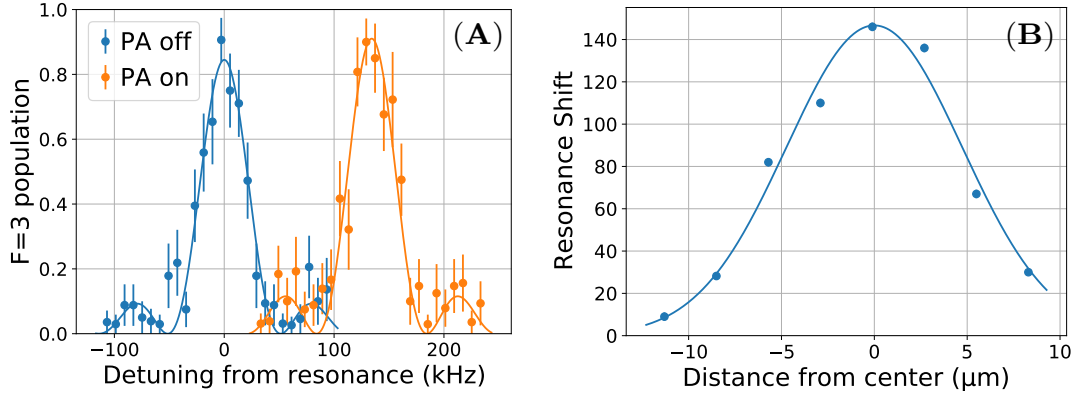 (A)
PA off
PA on
F=3 population
1.0
0.8
0.6
0.4
0.2
0.0
−100
0
100
200
Detuning from resonance (kHz)
(B)
Resonance Shift
140
120
100
80
60
40
20
0
−10
−5
0
5
10
Distance from center (μm)